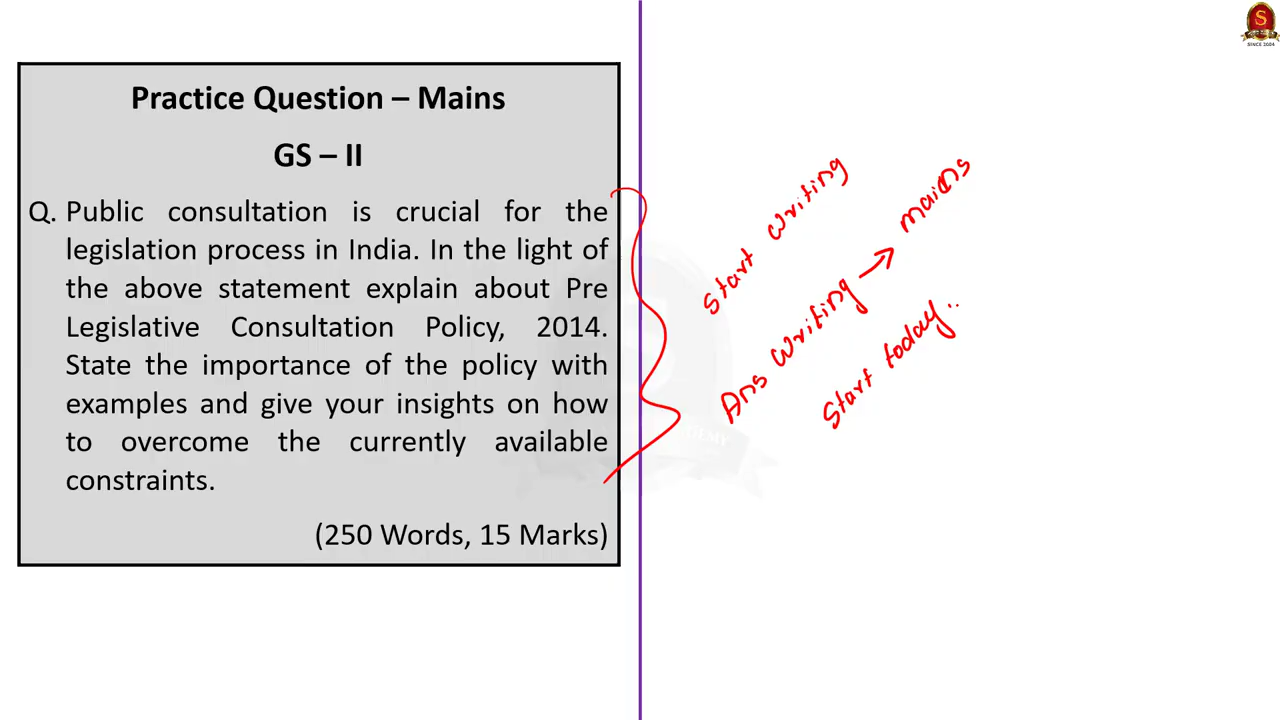 Practice Question – Mains
GS – II
Q. Public consultation is crucial for the
legislation process in India. In the light of
the above statement explain about Pre
Legislative Consultation Policy, 2014.
State the importance of the policy with
examples and give your insights on how
to overcome the currently available
constraints.
(250 Words, 15 Marks)
Start writing
Ans writing → mains
Start today..
S
SINCE 2004